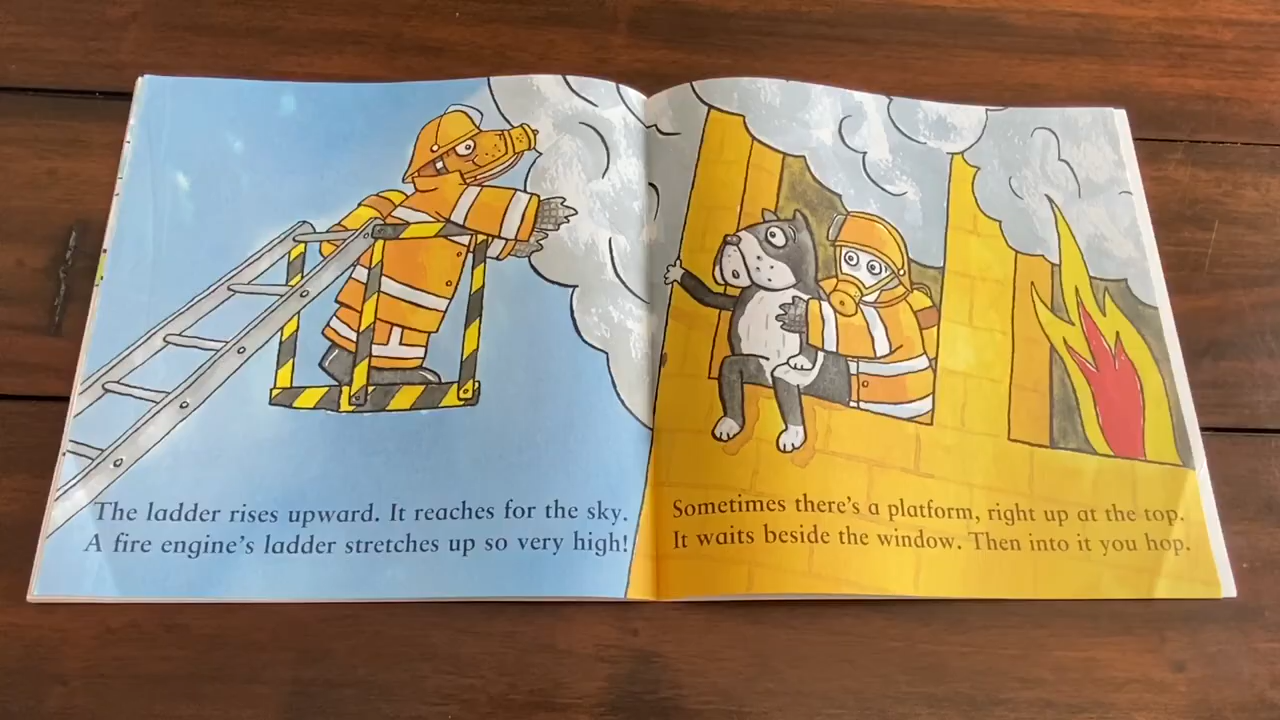 The ladder rises upward. It reaches for the sky.
A fire engine's ladder stretches up so very high!
Sometimes there's a platform, right up at the top.
It waits beside the window. Then into it you hop.